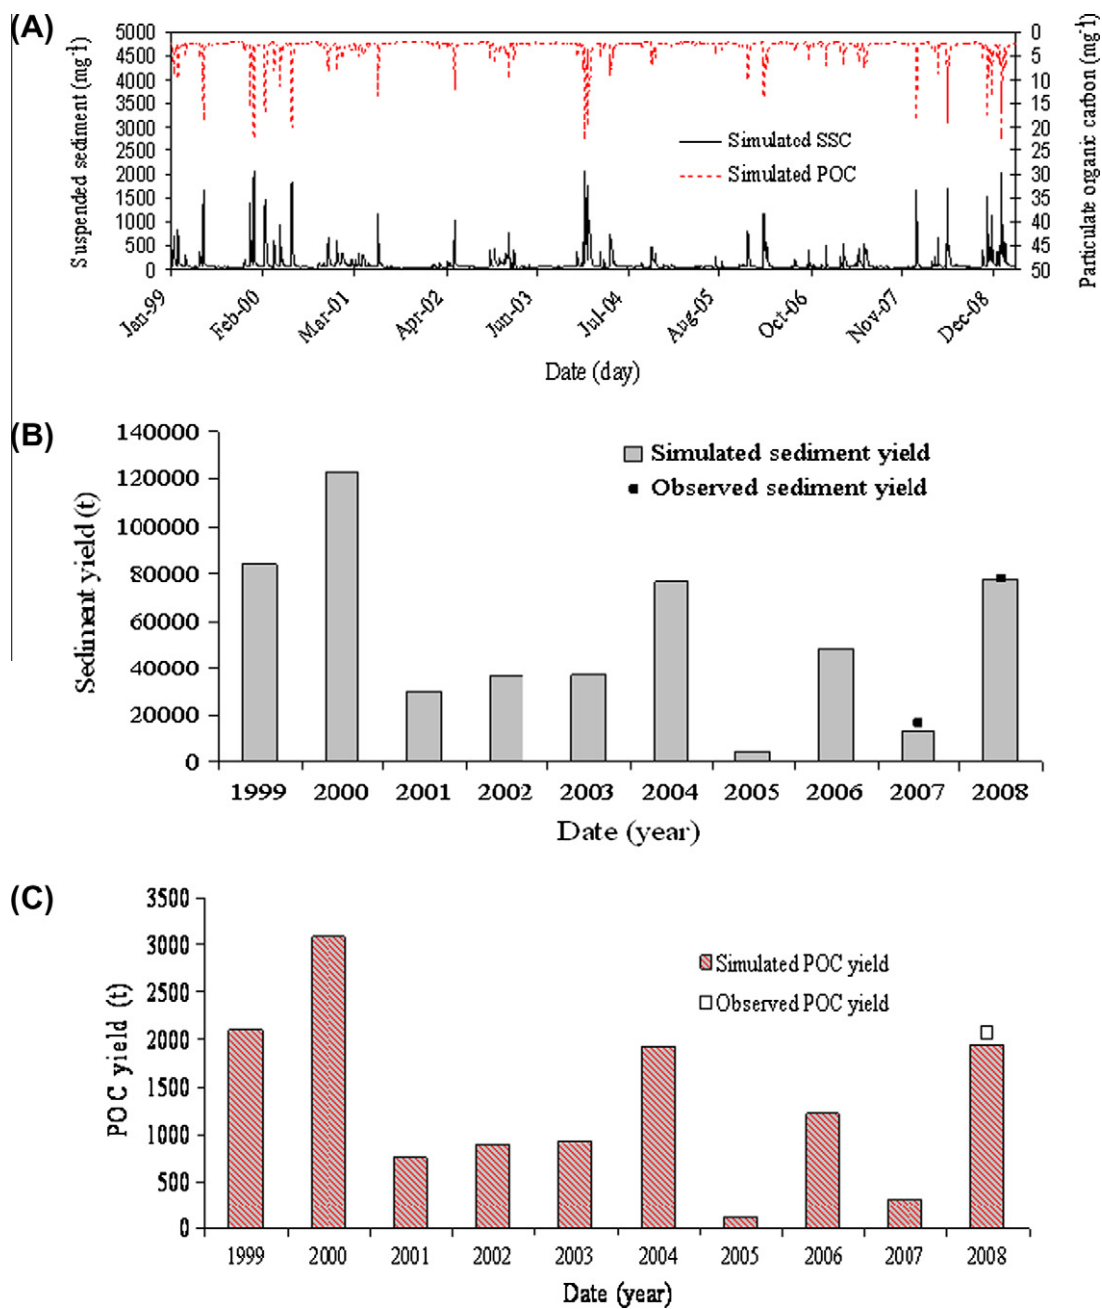 (A)
Suspended sediment (mg⁻¹)
5000
4500
4000
3500
3000
2500
2000
1500
1000
500
0
Simulated SSC
Simulated POC
0
5
10
15
20
25
30
35
40
45
50
Particulate organic carbon (mg⁻¹)
Jan-99
Feb-00
Mar-01
Apr-02
Jun-03
Jul-04
Aug-05
Oct-06
Nov-07
Dec-08
Date (day)
(B)
Sediment yield (t)
140000
120000
100000
80000
60000
40000
20000
0
Simulated sediment yield
Observed sediment yield
1999 2000 2001 2002 2003 2004 2005 2006 2007 2008
Date (year)
(C)
POC yield (t)
3500
3000
2500
2000
1500
1000
500
0
Simulated POC yield
Observed POC yield
1999 2000 2001 2002 2003 2004 2005 2006 2007 2008
Date (year)